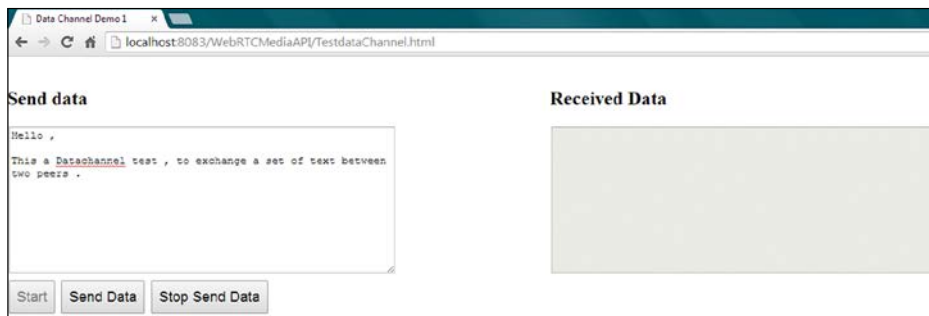 Data Channel Demo 1
localhost:8083/WebRTCMediaAPI/TestdataChannel.html
Send data
Received Data
Hello ,
This a Datachannel test , to exchange a set of text between
two peers .
Start
Send Data
Stop Send Data